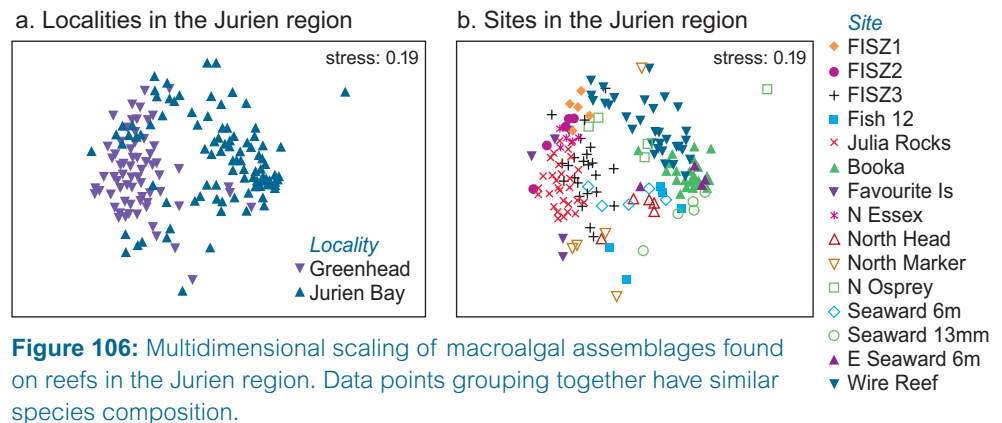 a. Localities in the Jurien region
stress: 0.19
Locality
Greenhead
Jurien Bay
b. Sites in the Jurien region
stress: 0.19
Site
FISZ1
FISZ2
FISZ3
Fish 12
Julia Rocks
Booka
Favourite Is
N Essex
North Head
North Marker
N Osprey
Seaward 6m
Seaward 13mm
E Seaward 6m
Wire Reef
Figure 106: Multidimensional scaling of macroalgal assemblages found
on reefs in the Jurien region. Data points grouping together have similar
species composition.